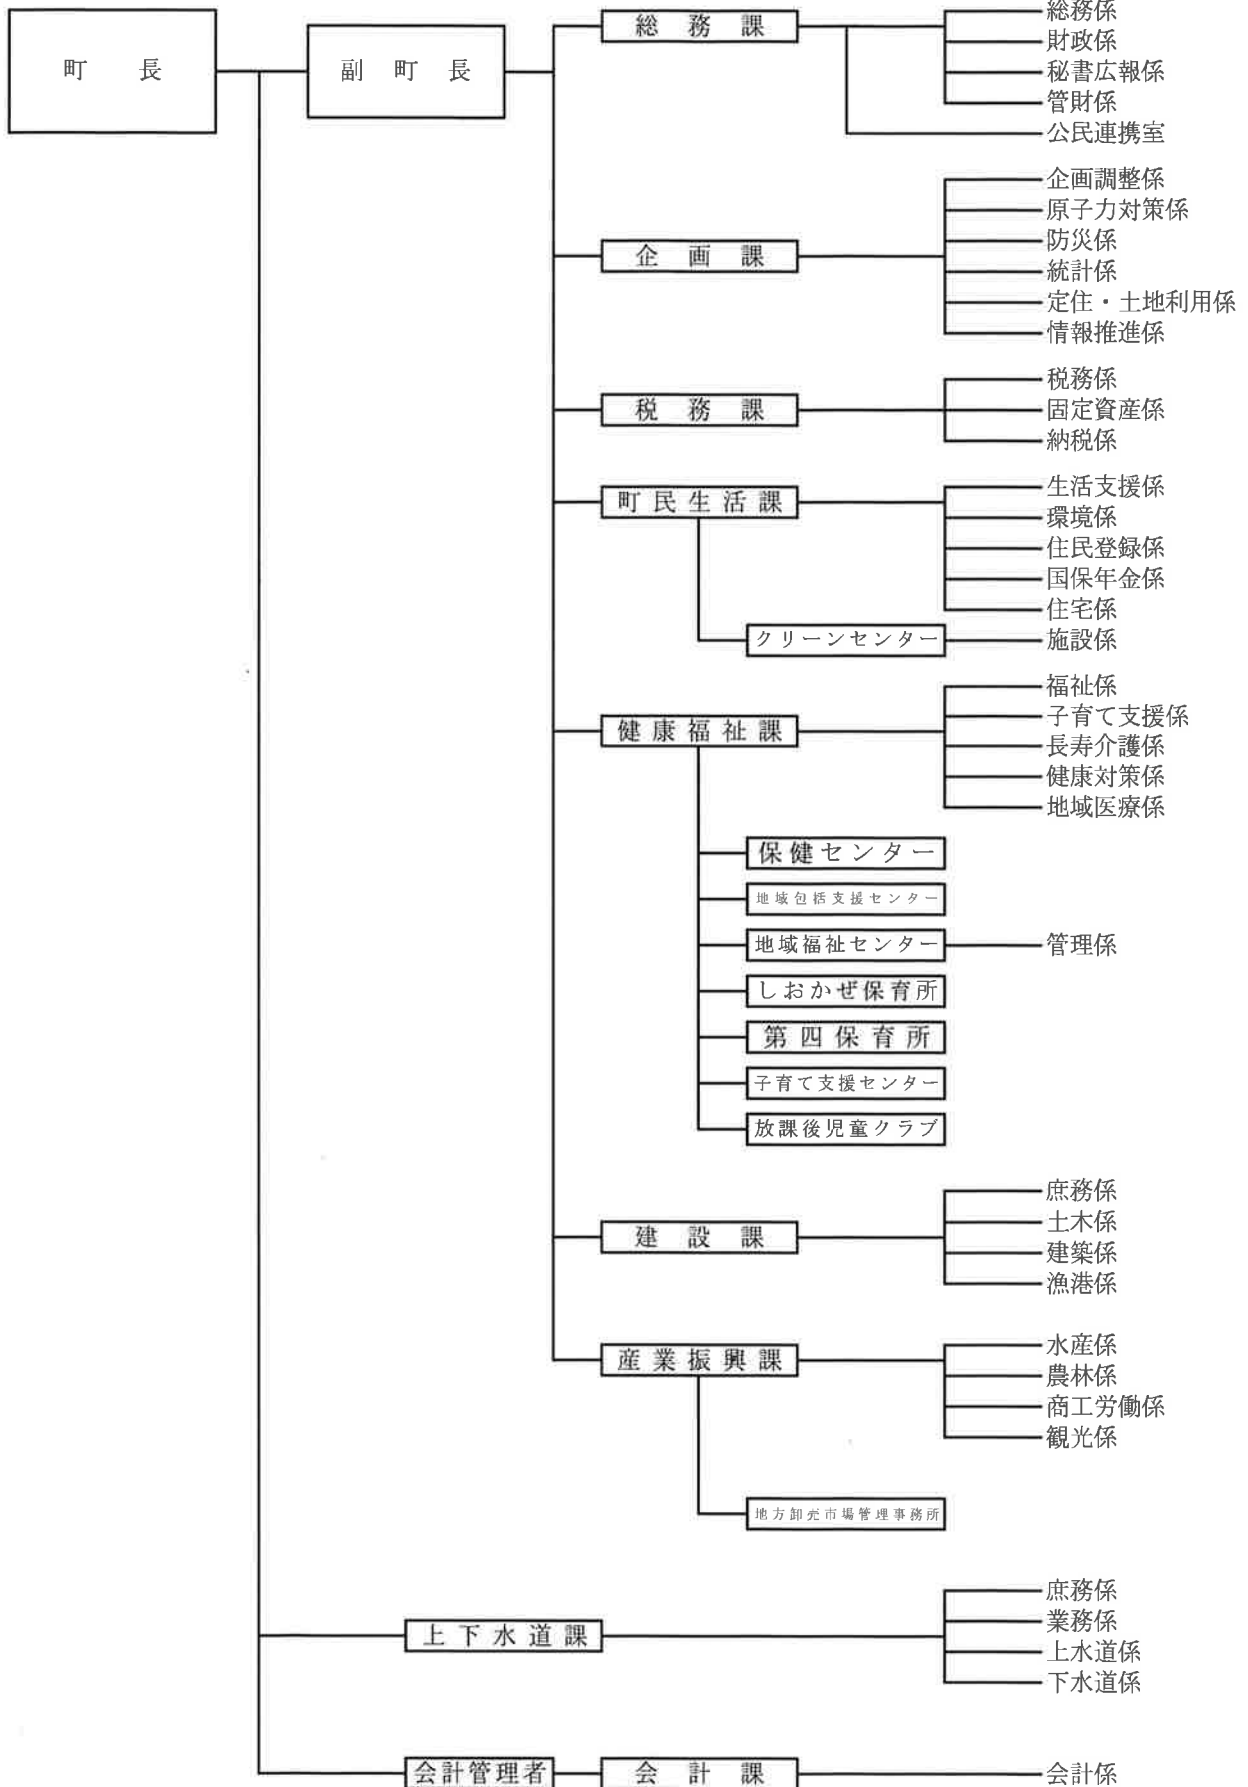 町長
副町長
総務課
総務係
財政係
秘書広報係
管財係
公民連携室
企画課
企画調整係
原子力対策係
防災係
統計係
定住・土地利用係
情報推進係
税務課
税務係
固定資産係
納税係
町民生活課
生活支援係
環境係
住民登録係
国保年金係
住宅係
クリーンセンター
施設係
健康福祉課
福祉係
子育て支援係
長寿介護係
健康対策係
地域医療係
保健センター
地域包括支援センター
地域福祉センター
管理係
しおかぜ保育所
第四保育所
子育て支援センター
放課後児童クラブ
建設課
庶務係
土木係
建築係
漁港係
産業振興課
水産係
農林係
商工労働係
観光係
地方卸売市場管理事務所
上下水道課
庶務係
業務係
上水道係
下水道係
会計管理者
会計課
会計係